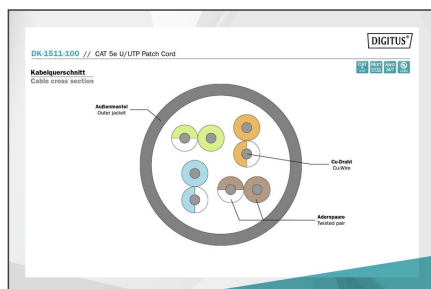 DIGITUS®
DK-1511-100 // CAT 5e U/UTP Patch Cord
Kabelquerschnitt
Cable cross section
Außenmantel
Outer jacket
Cu-Draht
Cu-Wire
Adernpaare
Twisted pair